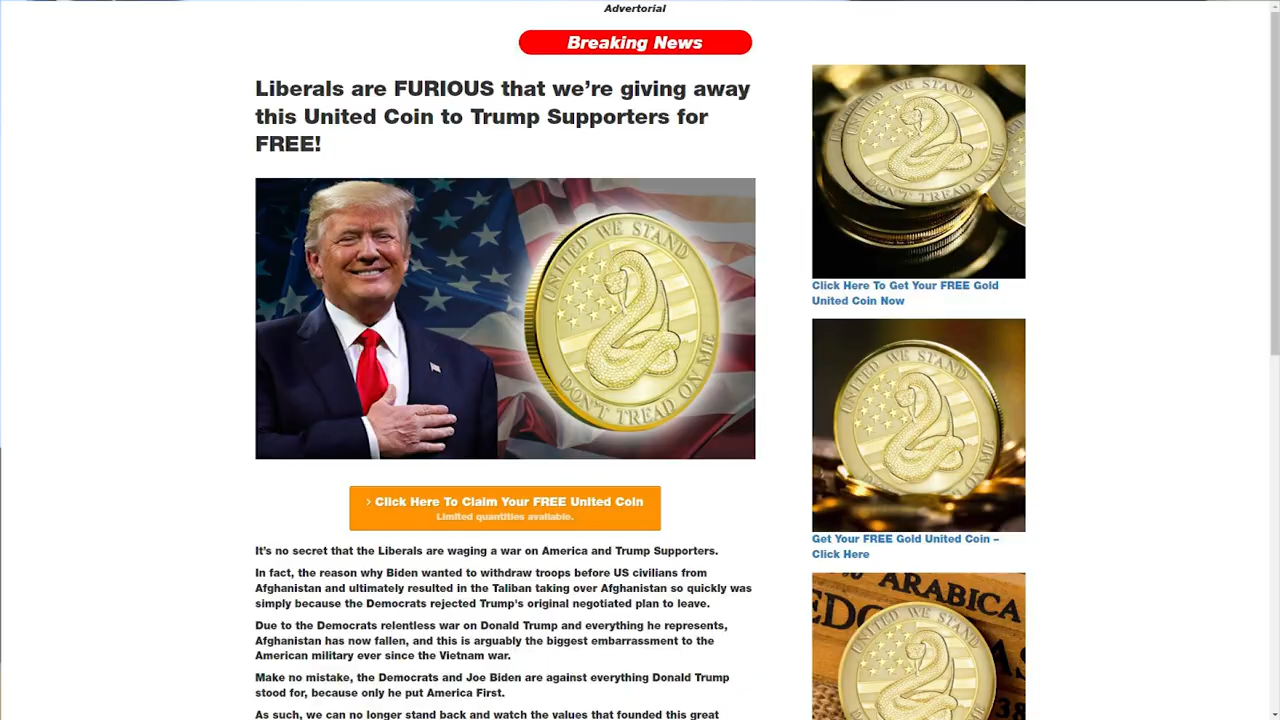 Advertorial
Breaking News
Liberals are FURIOUS that we're giving away
this United Coin to Trump Supporters for
FREE!
UNITED WE STAND
DON'T TREAD ON ME
> Click Here To Claim Your FREE United Coin
Limited quantities available.
It's no secret that the Liberals are waging a war on America and Trump Supporters.
In fact, the reason why Biden wanted to withdraw troops before US civilians from
Afghanistan and ultimately resulted in the Taliban taking over Afghanistan so quickly was
simply because the Democrats rejected Trump's original negotiated plan to leave.
Due to the Democrats relentless war on Donald Trump and everything he represents,
Afghanistan has now fallen, and this is arguably the biggest embarrassment to the
American military ever since the Vietnam war.
Make no mistake, the Democrats and Joe Biden are against everything Donald Trump
stood for, because only he put America First.
As such, we can no longer stand back and watch the values that founded this great
UNITED WE STAND
DON'T TREAD ON ME
Click Here To Get Your FREE Gold
United Coin Now
UNITED WE STAND
DON'T TREAD ON ME
Get Your FREE Gold United Coin –
Click Here
ARABICA
UNITED WE STAND
ON ME